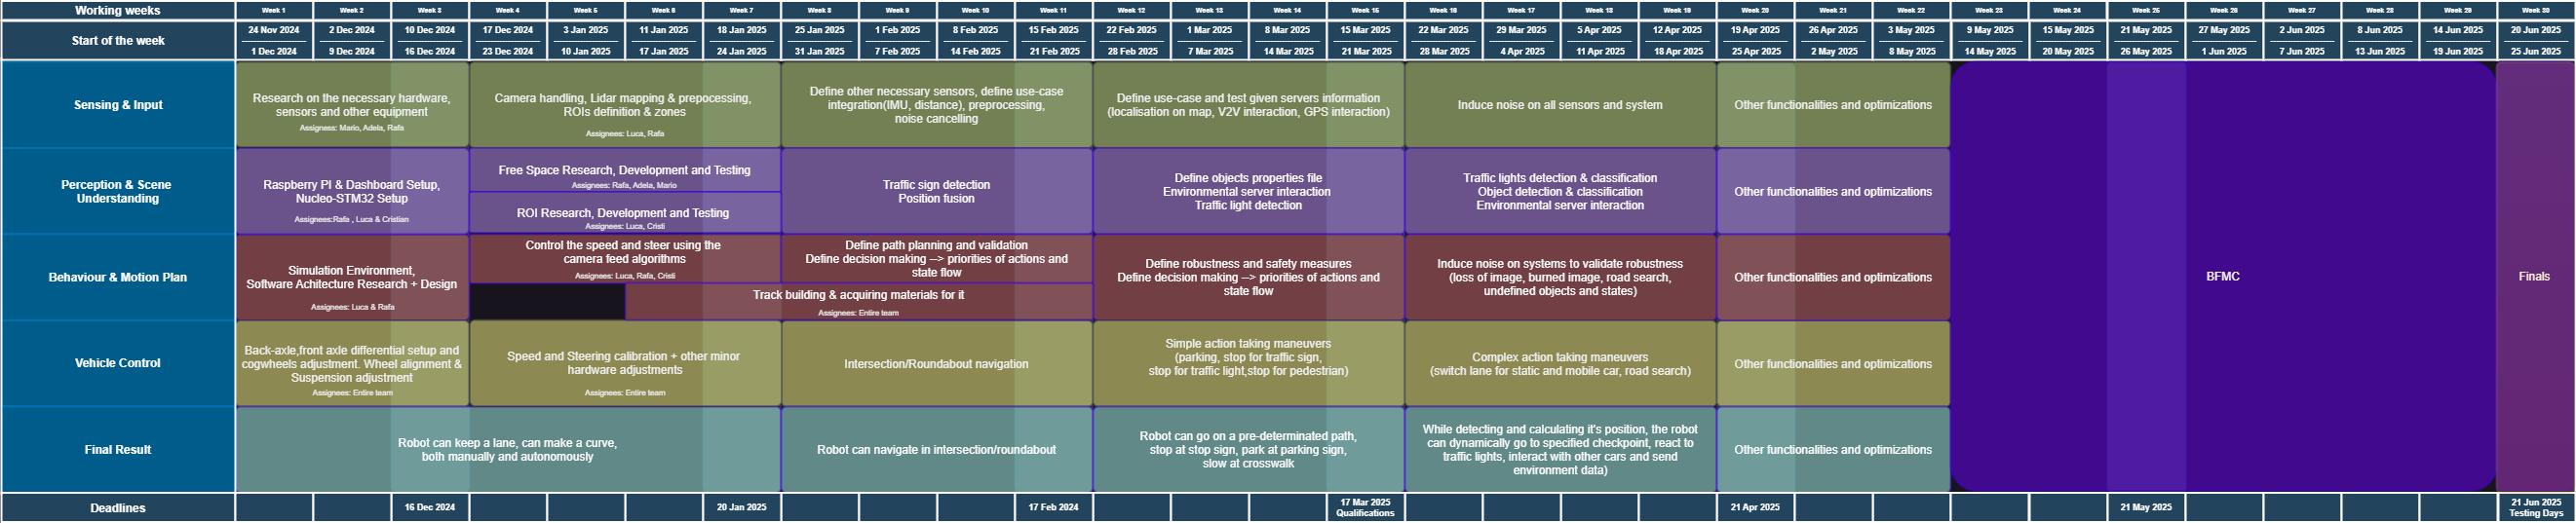 Working weeks
Week 1
Week 2
Week 3
Week 4
Week 5
Week 6
Week 7
Week 8
Week 9
Week 10
Week 11
Week 12
Week 13
Week 14
Week 15
Week 16
Week 17
Week 18
Week 19
Week 20
Week 21
Week 22
Week 23
Week 24
Week 25
Week 26
Week 27
Week 28
Week 29
Week 30
Start of the week
24 Nov 2024
1 Dec 2024
2 Dec 2024
9 Dec 2024
10 Dec 2024
16 Dec 2024
17 Dec 2024
23 Dec 2024
3 Jan 2025
10 Jan 2025
11 Jan 2025
17 Jan 2025
18 Jan 2025
24 Jan 2025
25 Jan 2025
31 Jan 2025
1 Feb 2025
7 Feb 2025
8 Feb 2025
14 Feb 2025
15 Feb 2025
21 Feb 2025
22 Feb 2025
28 Feb 2025
1 Mar 2025
7 Mar 2025
8 Mar 2025
14 Mar 2025
15 Mar 2025
21 Mar 2025
22 Mar 2025
28 Mar 2025
29 Mar 2025
4 Apr 2025
5 Apr 2025
11 Apr 2025
12 Apr 2025
18 Apr 2025
19 Apr 2025
25 Apr 2025
26 Apr 2025
2 May 2025
3 May 2025
8 May 2025
9 May 2025
14 May 2025
15 May 2025
20 May 2025
21 May 2025
26 May 2025
27 May 2025
1 Jun 2025
2 Jun 2025
7 Jun 2025
8 Jun 2025
13 Jun 2025
14 Jun 2025
19 Jun 2025
20 Jun 2025
25 Jun 2025
Sensing & Input
Research on the necessary hardware,
sensors and other equipment
Assignees: Mario, Adela, Rafa
Camera handling, Lidar mapping & prepocessing,
ROIs definition & zones
Assignees: Luca, Rafa
Define other necessary sensors, define use-case
integration(IMU, distance), preprocessing,
noise cancelling
Define use-case and test given servers information
(localisation on map, V2V interaction, GPS interaction)
Induce noise on all sensors and system
Other functionalities and optimizations
Perception & Scene
Understanding
Raspberry PI & Dashboard Setup,
Nucleo-STM32 Setup
Assignees:Rafa , Luca & Cristian
Free Space Research, Development and Testing
Assignees: Rafa, Adela, Mario
ROI Research, Development and Testing
Assignees: Luca, Cristi
Traffic sign detection
Position fusion
Define objects properties file
Environmental server interaction
Traffic light detection
Traffic lights detection & classification
Object detection & classification
Environmental server interaction
Other functionalities and optimizations
Behaviour & Motion Plan
Simulation Environment,
Software Achitecture Research + Design
Assignees: Luca & Rafa
Control the speed and steer using the
camera feed algorithms
Assignees: Luca, Rafa, Cristi
Define path planning and validation
Define decision making --> priorities of actions and
state flow
Track building & acquiring materials for it
Assignees: Entire team
Define robustness and safety measures
Define decision making --> priorities of actions and
state flow
Induce noise on systems to validate robustness
(loss of image, burned image, road search,
undefined objects and states)
Other functionalities and optimizations
BFMC
Finals
Vehicle Control
Back-axle,front axle differential setup and
cogwheels adjustment. Wheel alignment &
Suspension adjustment
Assignees: Entire team
Speed and Steering calibration + other minor
hardware adjustments
Assignees: Entire team
Intersection/Roundabout navigation
Simple action taking maneuvers
(parking, stop for traffic sign,
stop for traffic light,stop for pedestrian)
Complex action taking maneuvers
(switch lane for static and mobile car, road search)
Other functionalities and optimizations
Final Result
Robot can keep a lane, can make a curve,
both manually and autonomously
Robot can navigate in intersection/roundabout
Robot can go on a pre-determinated path,
stop at stop sign, park at parking sign,
slow at crosswalk
While detecting and calculating it's position, the robot
can dynamically go to specified checkpoint, react to
traffic lights, interact with other cars and send
environment data)
Other functionalities and optimizations
Deadlines
16 Dec 2024
20 Jan 2025
17 Feb 2024
17 Mar 2025
Qualifications
21 Apr 2025
21 May 2025
21 Jun 2025
Testing Days